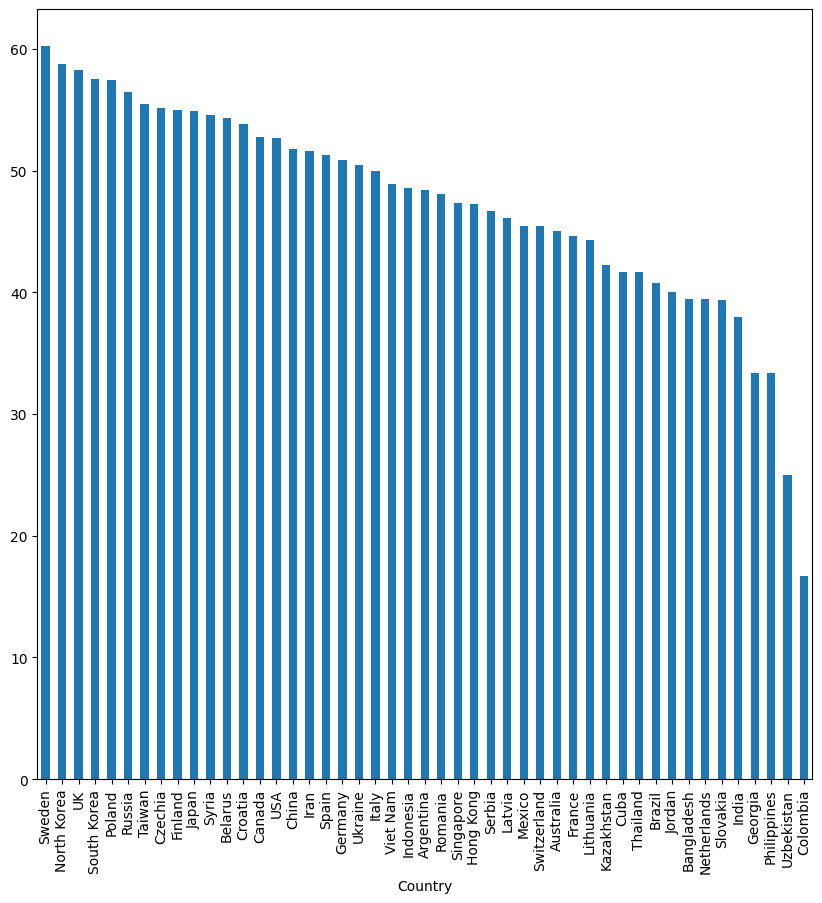 60
50
40
30
20
10
0
Sweden
North Korea
UK
South Korea
Poland
Russia
Taiwan
Czechia
Finland
Japan
Syria
Belarus
Croatia
Canada
USA
China
Iran
Spain
Germany
Ukraine
Italy
Viet Nam
Indonesia
Argentina
Romania
Singapore
Hong Kong
Serbia
Latvia
Mexico
Switzerland
Australia
France
Lithuania
Kazakhstan
Cuba
Thailand
Brazil
Jordan
Bangladesh
Netherlands
Slovakia
India
Georgia
Philippines
Uzbekistan
Colombia
Country